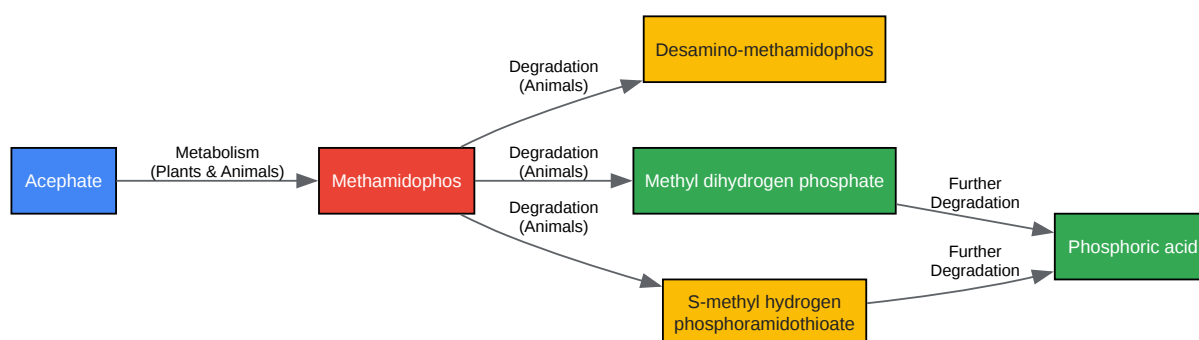 Acephate
Metabolism
(Plants & Animals)
Methamidophos
Degradation
(Animals)
Desamino-methamidophos
Degradation
(Animals)
Methyl dihydrogen phosphate
Degradation
(Animals)
S-methyl hydrogen
phosphoramidothioate
Further
Degradation
Further
Degradation
Phosphoric acid